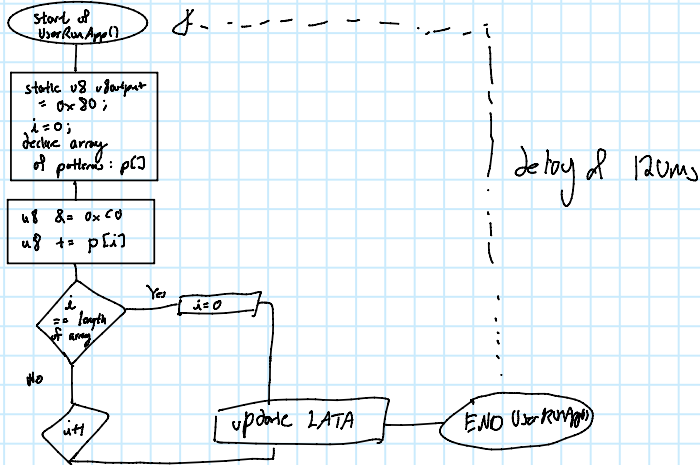 start of
UserRunApp()
static u8 u8output
= 0x80;
i=0;
declare array
of patterns: p[]
u8 &= 0xC0
u8 += p[i]
i
== length
of array
Yes
i=0
No
i+1
update LATA
END UserRunApp()
delay of 120ms